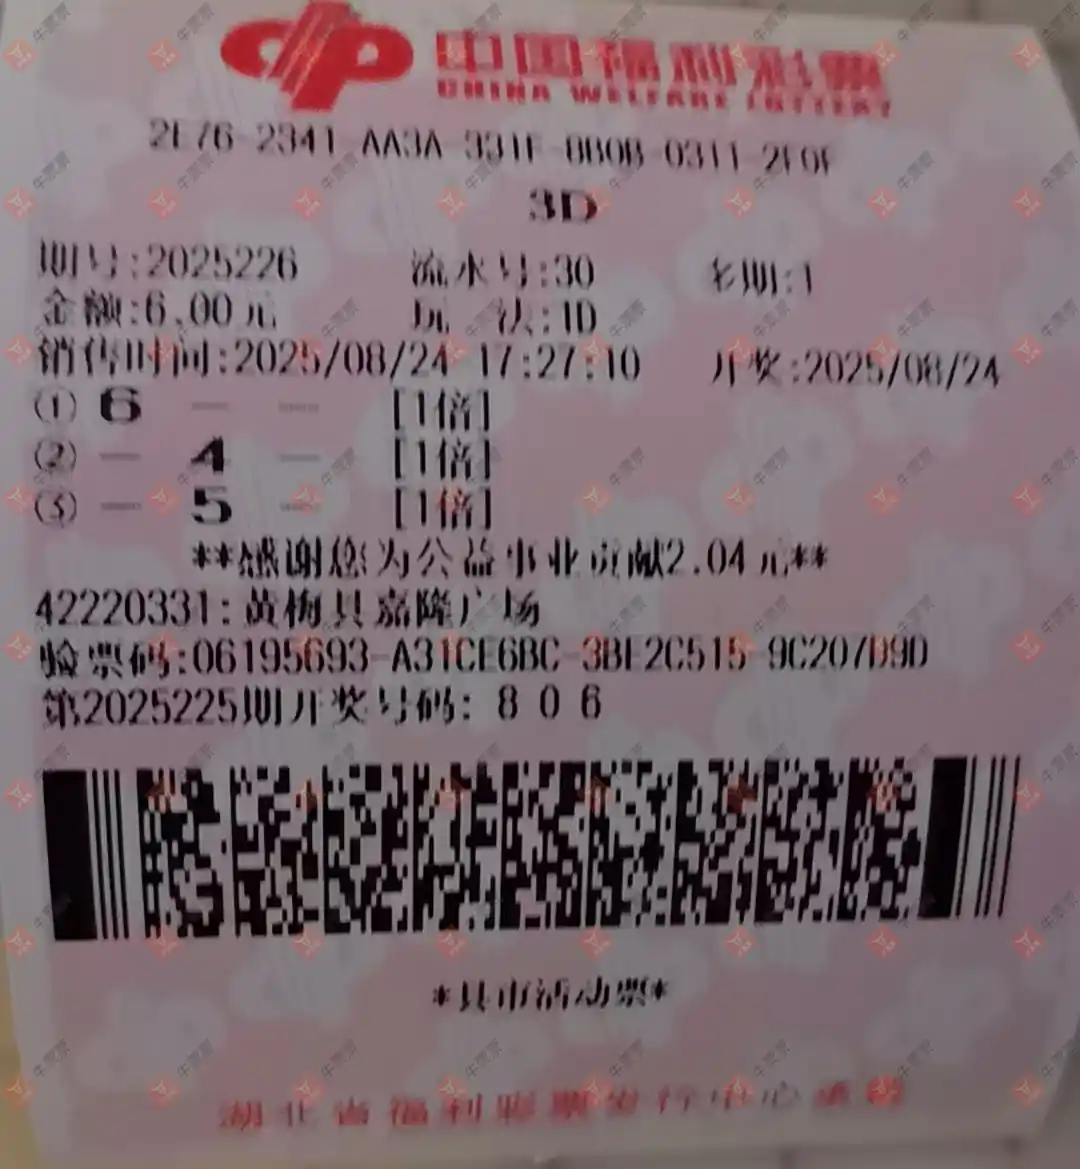 中国福利彩票
CHINA WELFARE LOTTERY
2E76-2341-AA3A-331F-8B0B-0311-2F0F
3D
期号:2025226 流水号:30 多期:1
金额:6.00元 玩 法:1D
销售时间:2025/08/24 17:27:10 开奖:2025/08/24
① 6 — — [1倍]
② — 4 — [1倍]
③ — 5 — [1倍]
**感谢您为公益事业贡献2.04元**
42220331:黄梅县嘉隆广场
验票码:06195693-A31CE6BC-3BE2C515-9C207D9D
第2025225期开奖号码: 8 0 6
*县市活动票*
湖北省福利彩票发行中心承销